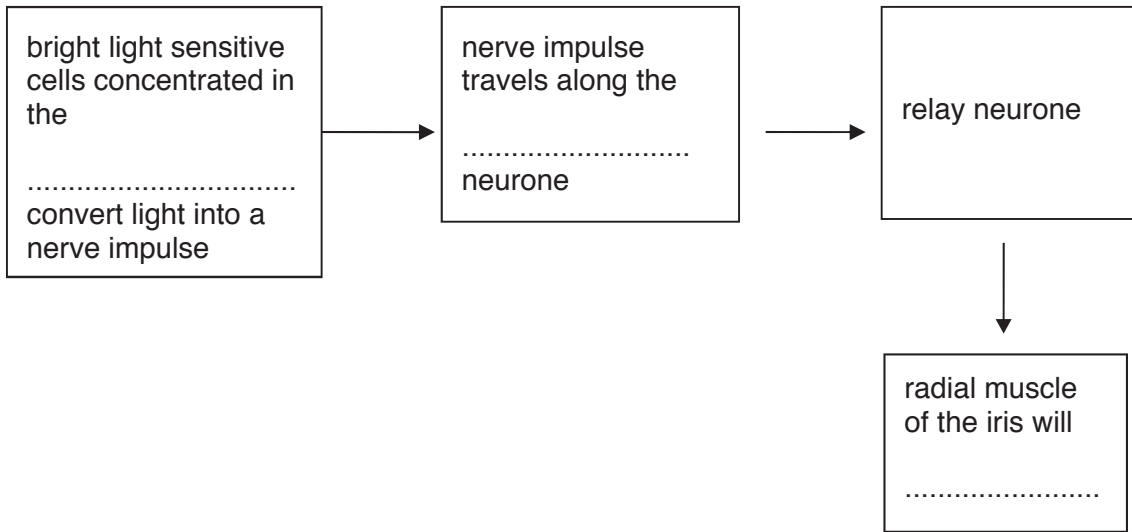 bright light sensitive
cells concentrated in
the
.................................
convert light into a
nerve impulse
nerve impulse
travels along the
............................
neurone
relay neurone
radial muscle
of the iris will
........................